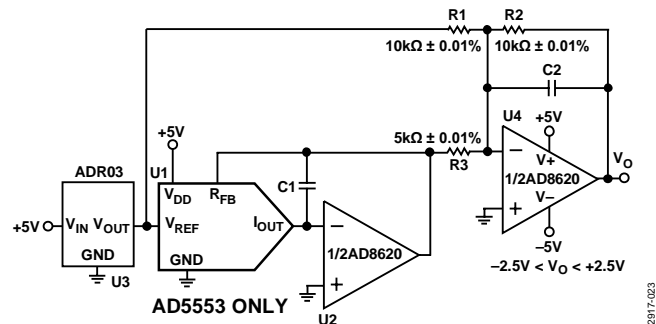 R1
R2
10kΩ ± 0.01%
10kΩ ± 0.01%
C2
U4
+5V
+5V
5kΩ ± 0.01%
VO
ADR03
U1
R3
V+
VDD
RFB
C1
1/2AD8620
+5V
VIN
VOUT
VREF
IOUT
V–
1/2AD8620
–5V
GND
GND
U3
–2.5V < VO < +2.5V
AD5553 ONLY
U2
2917-023